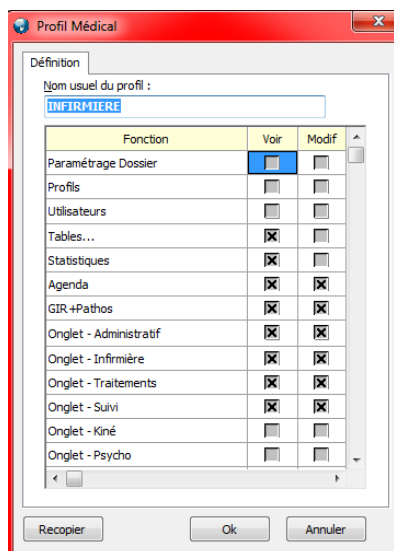 Profil Médical
Définition
Nom usuel du profil :
INFIRMIERE
Fonction Voir Modif
Paramétrage Dossier
Profils
Utilisateurs
Tables...
Statistiques
Agenda
GIR+Pathos
Onglet - Administratif
Onglet - Infirmière
Onglet - Traitements
Onglet - Suivi
Onglet - Kiné
Onglet - Psycho
Recopier Ok Annuler